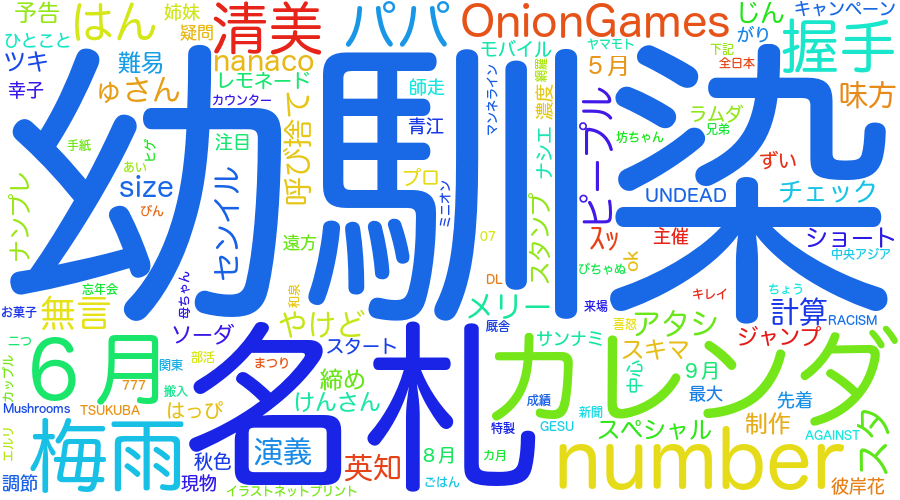 予告
姉妹
はん
清美
パパ
OnionGames
じん
キャンペーン
ひとこと
疑問
モバイル
ヤマモト
がり
下記
握手
ツキ
難易
nanaco
レモネード
師走
マンネライン
網羅
5月
全日本
幸子
ゅさん
カウンター
呼び捨て
濃度
ピープル
ラムダ
味方
幼馴染
手紙
ヒゲ
注目
青江
ナシエ
坊ちゃん
兄弟
あい
size
プロ
ずい
チェック
ナンプレ
びん
センイル
ミニオン
スタンプ
UNDEAD
遠方
07
スッ
主催
ショート
DL
びちゃぬ
ok
中央アジア
お菓子
忘年会
母ちゃん
和泉
メリー
来場
キレイ
ちょう
計算
無言
ソーダ
やけど
厩舎
喜怒
アタシ
RACISM
二つ
6月
関東
部活
スタート
サンナミ
スキマ
ジャンプ
カップル
777
搬入
まつり
締め
名札
カレンダ
中心
9月
最大
先着
Mushrooms
TSUKUBA
はっぴ
けんさん
成績
新聞
制作
梅雨
特製
GESU
スペシャル
AGAINST
スタ
エルリ
秋色
演義
英知
8月
カ月
number
調節
現物
イラストネットプリント
ごはん
彼岸花